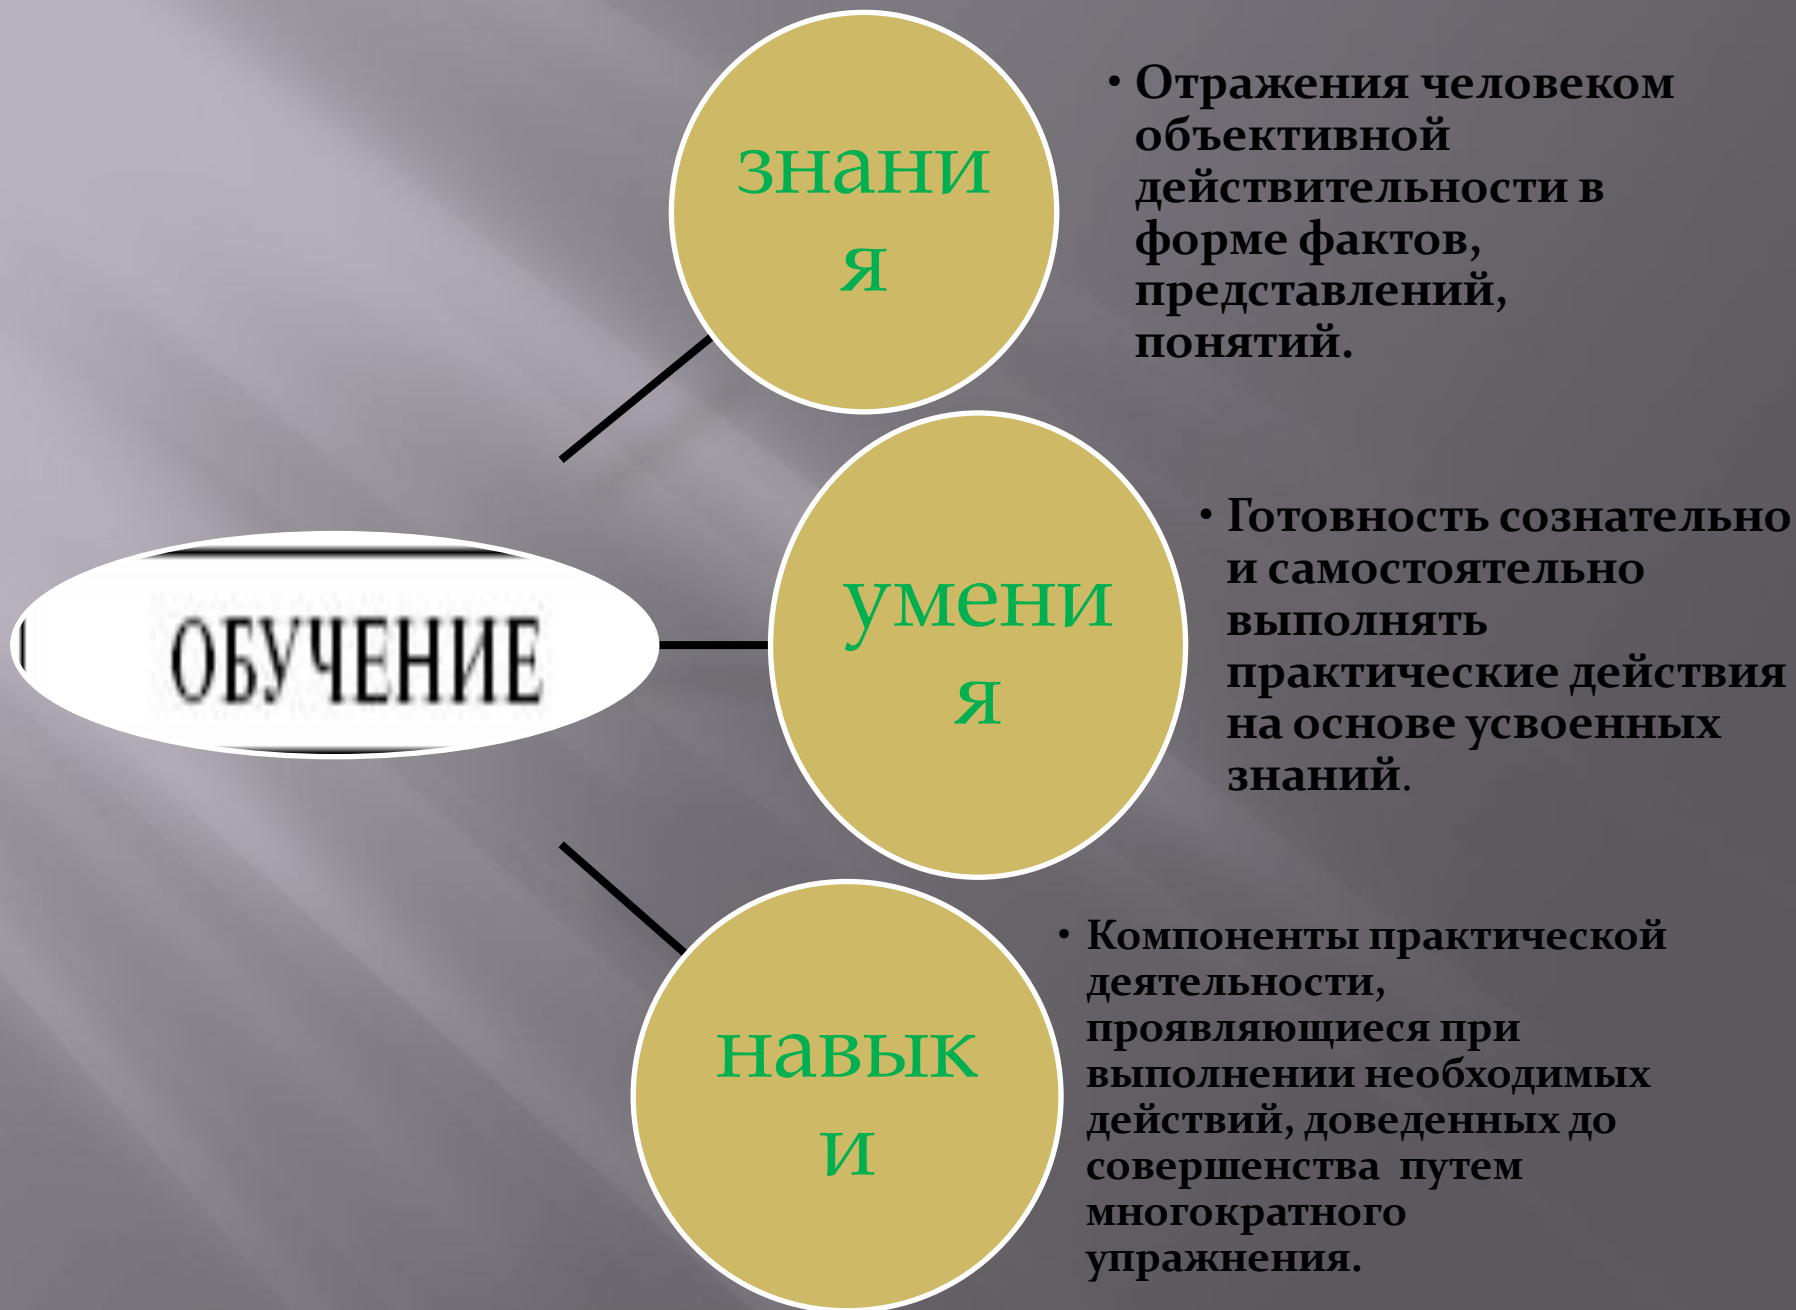 знани
я
• Отражения человеком
объективной
действительности в
форме фактов,
представлений,
понятий.
ОБУЧЕНИЕ
умени
я
• Готовность сознательно
и самостоятельно
выполнять
практические действия
на основе усвоенных
знаний.
навык
и
• Компоненты практической
деятельности,
проявляющиеся при
выполнении необходимых
действий, доведенных до
совершенства путем
многократного
упражнения.